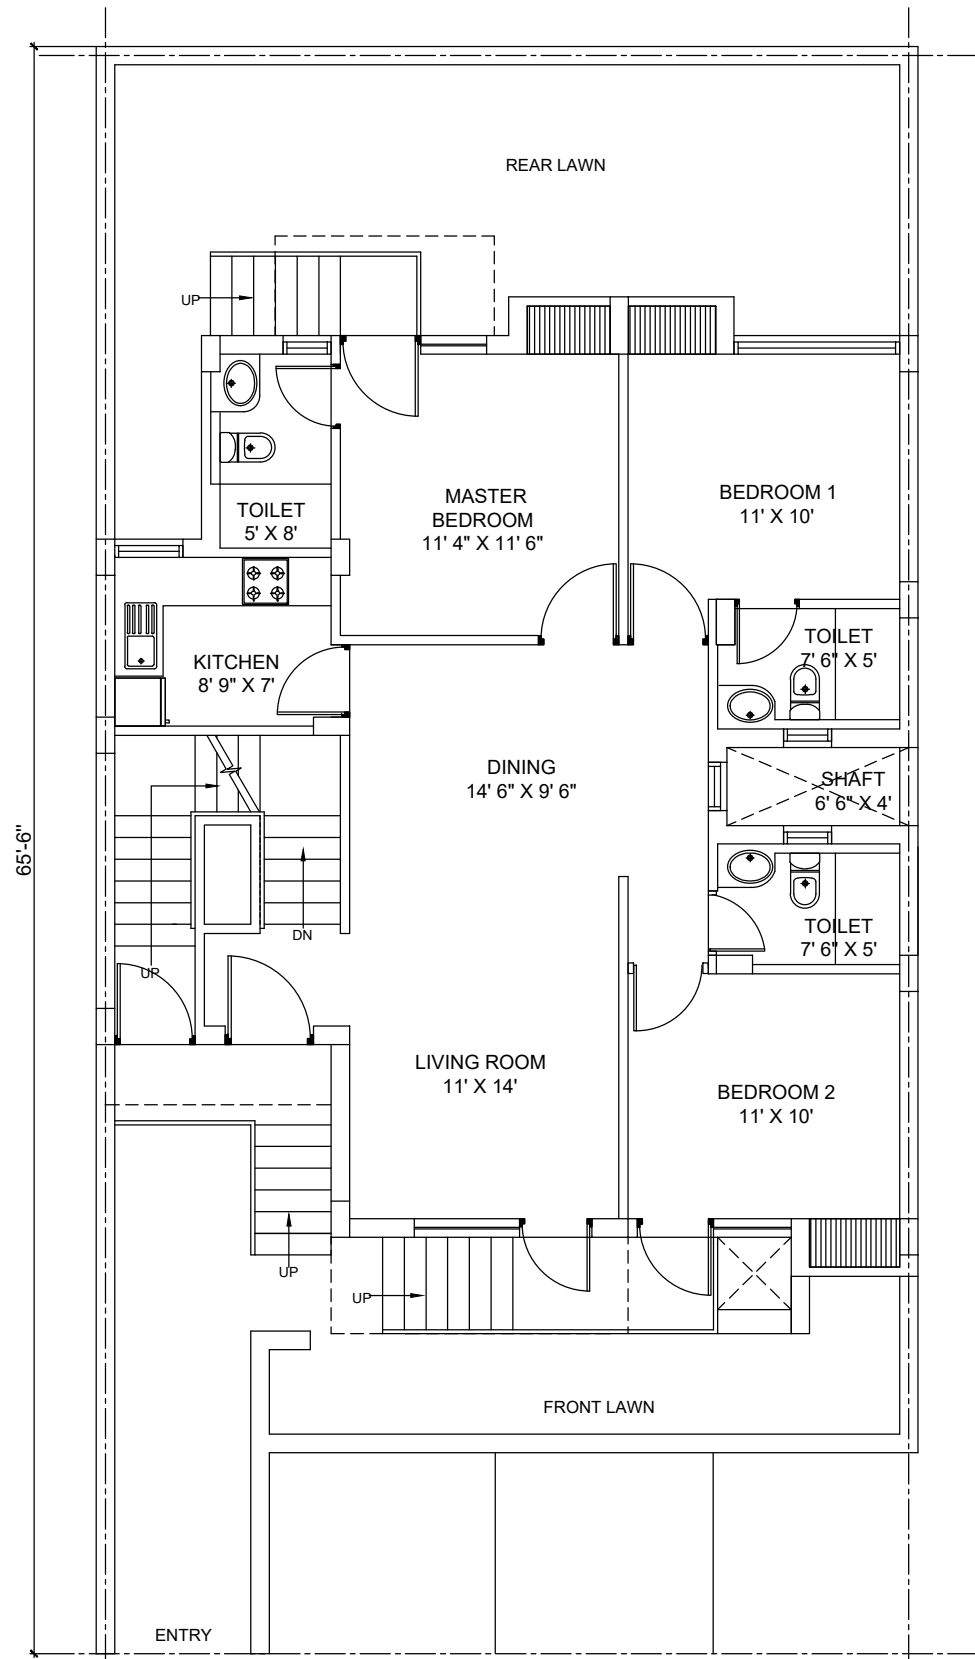 REAR LAWN
UP
MASTER
BEDROOM
11' 4" X 11' 6"
BEDROOM 1
11' X 10'
TOILET
5' X 8'
KITCHEN
8' 9" X 7'
TOILET
7' 6" X 5'
DINING
14' 6" X 9' 6"
SHAFT
6' 6" X 4'
65'-6"
DN
UP
TOILET
7' 6" X 5'
LIVING ROOM
11' X 14'
BEDROOM 2
11' X 10'
UP
UP
FRONT LAWN
ENTRY